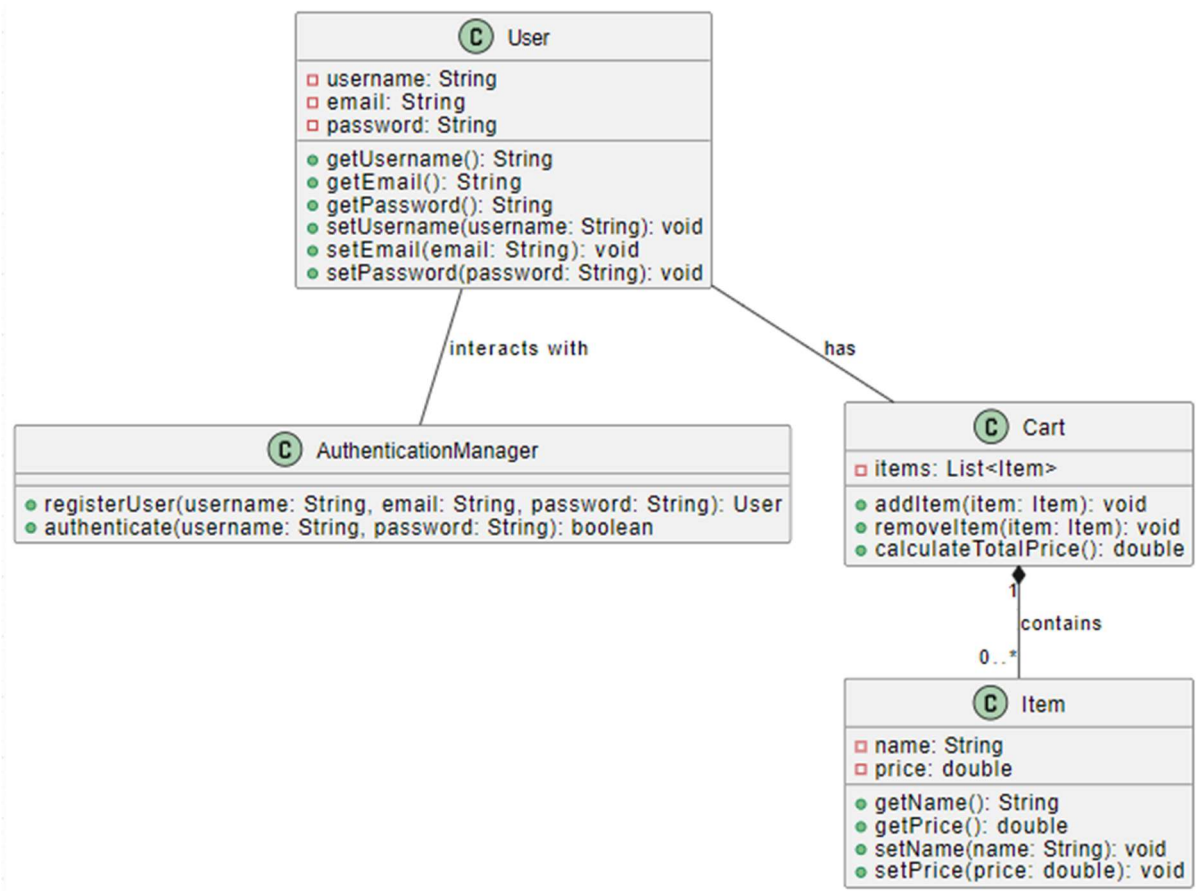 C User
username: String
email: String
password: String
getUsername(): String
getEmail(): String
getPassword(): String
setUsername(username: String): void
setEmail(email: String): void
setPassword(password: String): void
interacts with
has
C AuthenticationManager
registerUser(username: String, email: String, password: String): User
authenticate(username: String, password: String): boolean
C Cart
items: List<Item>
addItem(item: Item): void
removeItem(item: Item): void
calculateTotalPrice(): double
1
contains
0..*
C Item
name: String
price: double
getName(): String
getPrice(): double
setName(name: String): void
setPrice(price: double): void